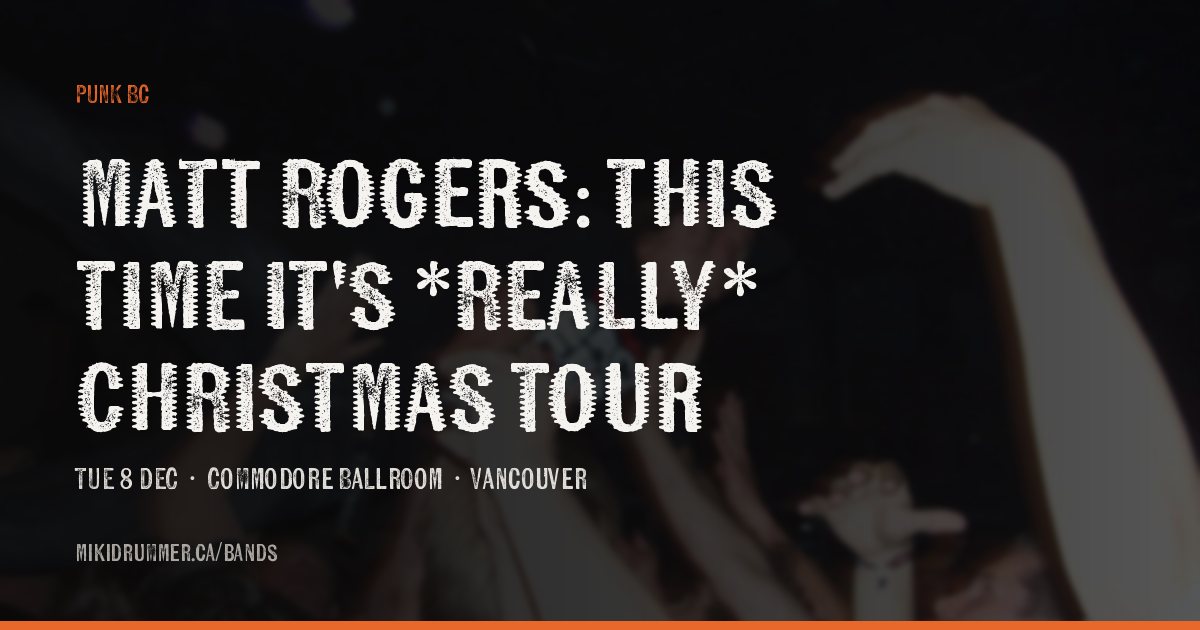 PUNK BC
MATT ROGERS: THIS
TIME IT'S *REALLY*
CHRISTMAS TOUR
TUE 8 DEC · COMMODORE BALLROOM · VANCOUVER
MIKIDRUMMER.CA/BANDS